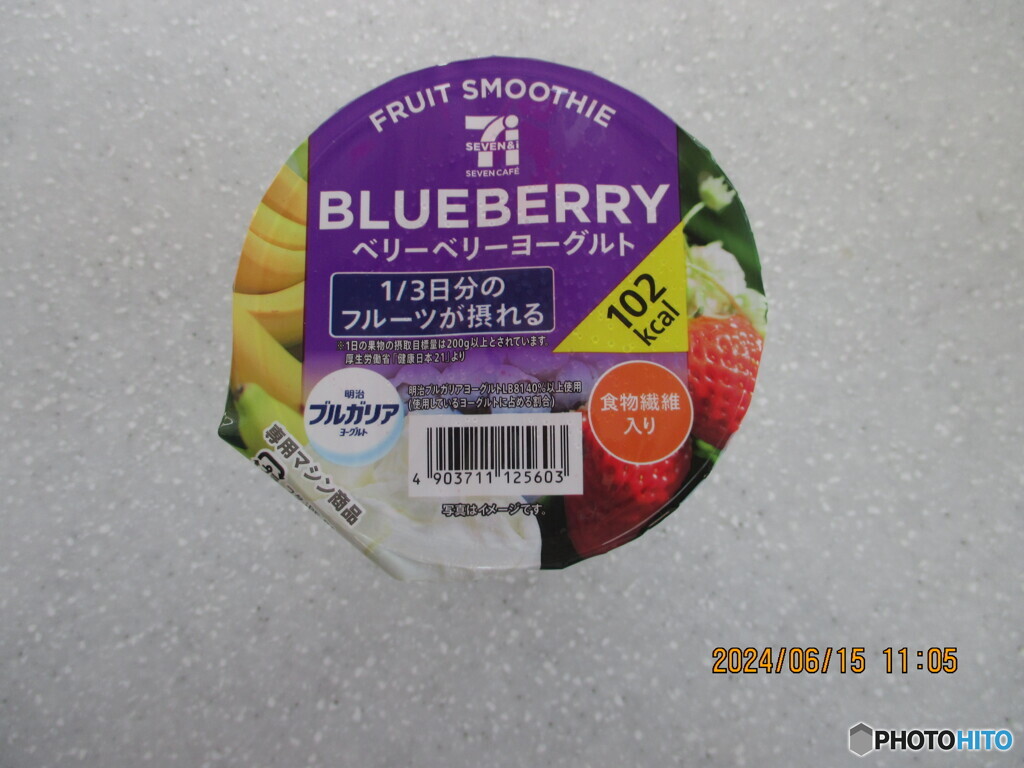 FRUIT SMOOTHIE
SEVEN&i
SEVEN CAFÉ
BLUEBERRY
ベリーベリーヨーグルト
1/3日分の
フルーツが摂れる
※1日の果物の摂取目標量は200g以上とされています。
厚生労働省「健康日本21」より
102
kcal
明治
ブルガリア
ヨーグルト
明治ブルガリアヨーグルトLB81 40%以上使用
(使用しているヨーグルトに占める割合)
食物繊維
入り
4 903711 125603
写真はイメージです。
専用マシン商品
2024/06/15 11:05
PHOTOHITO